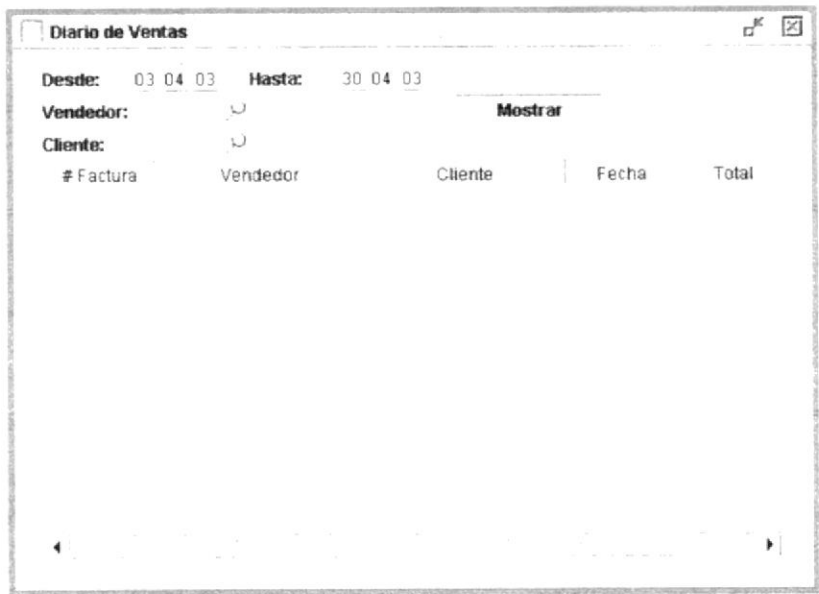 Diario de Ventas
Desde: 03 04 03 Hasta: 30 04 03
Vendedor: Mostrar
Cliente:
# Factura Vendedor Cliente Fecha Total